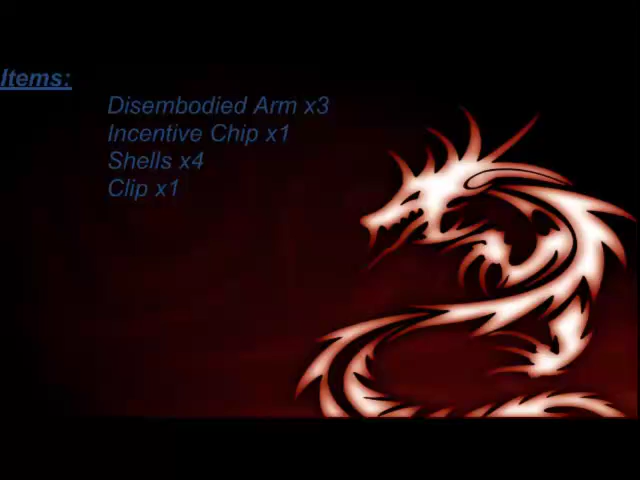 Items:
Disembodied Arm x3
Incentive Chip x1
Shells x4
Clip x1